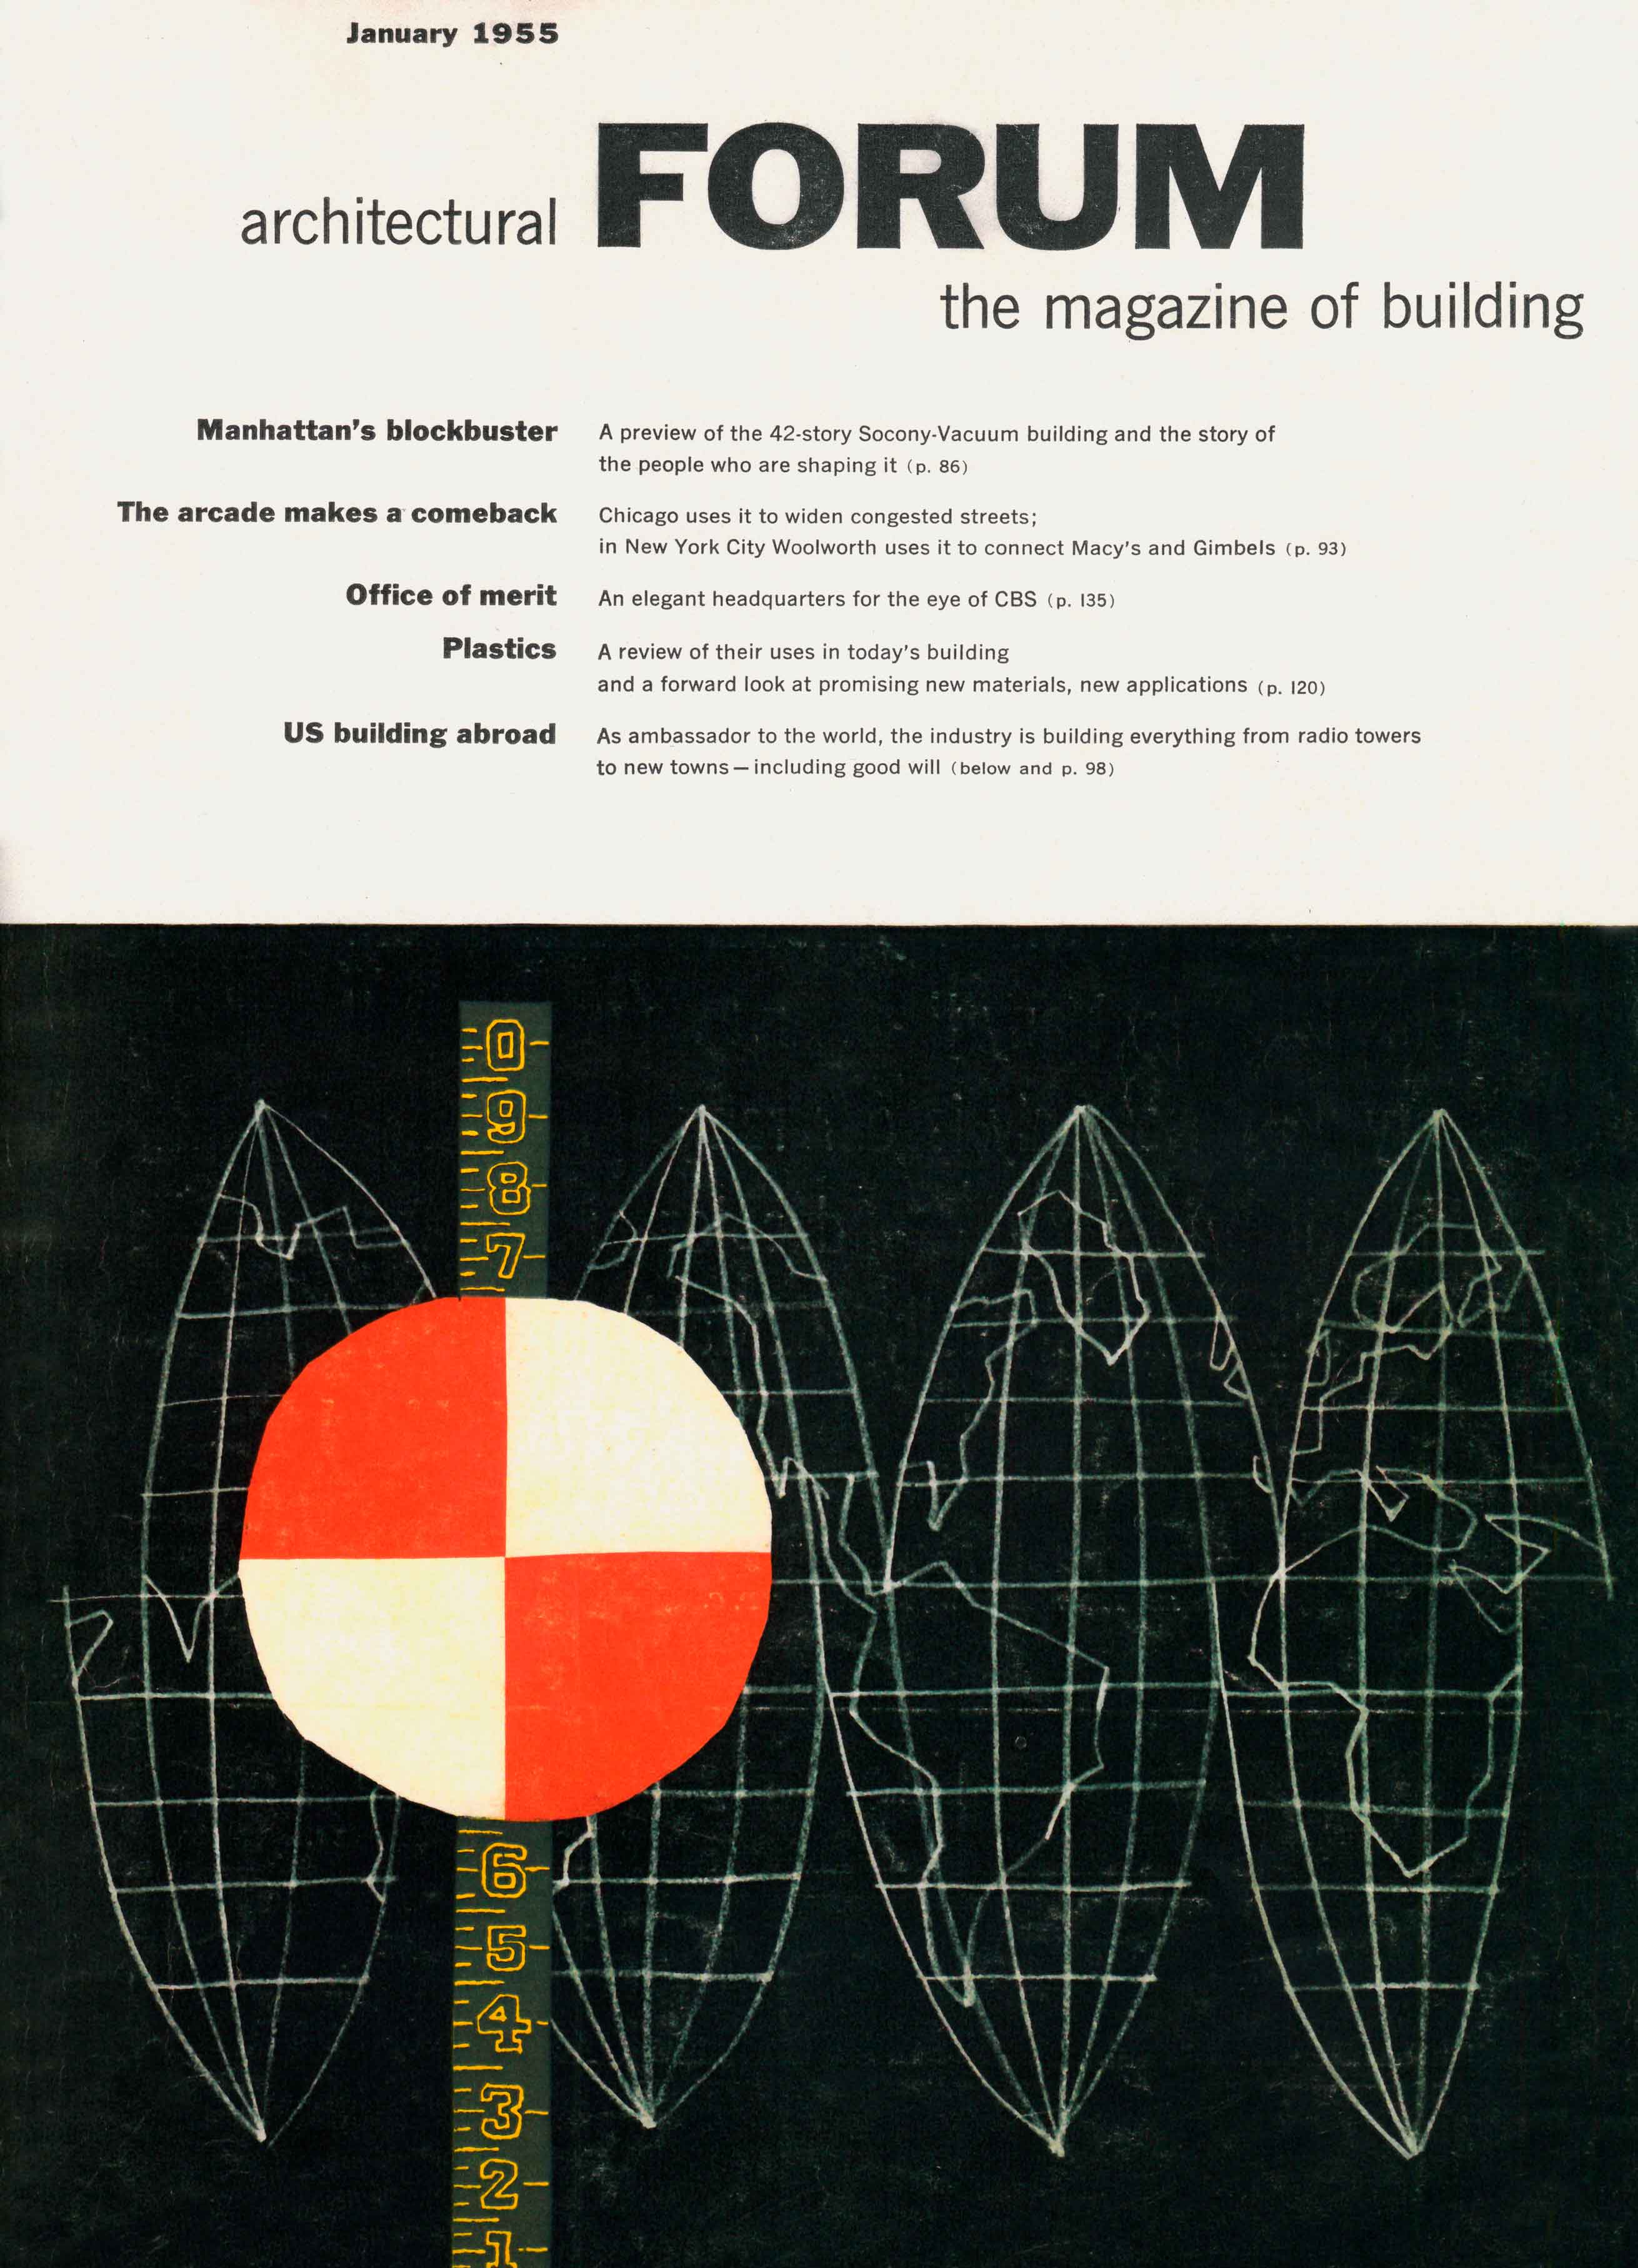 January 1955
architectural FORUM
the magazine of building
Manhattan's blockbuster A preview of the 42-story Socony-Vacuum building and the story of
the people who are shaping it (p. 86)
The arcade makes a comeback Chicago uses it to widen congested streets;
in New York City Woolworth uses it to connect Macy's and Gimbels (p. 93)
Office of merit An elegant headquarters for the eye of CBS (p. 135)
Plastics A review of their uses in today's building
and a forward look at promising new materials, new applications (p. 120)
US building abroad As ambassador to the world, the industry is building everything from radio towers
to new towns — including good will (below and p. 98)
0
9
8
7
6
5
4
3
2
1